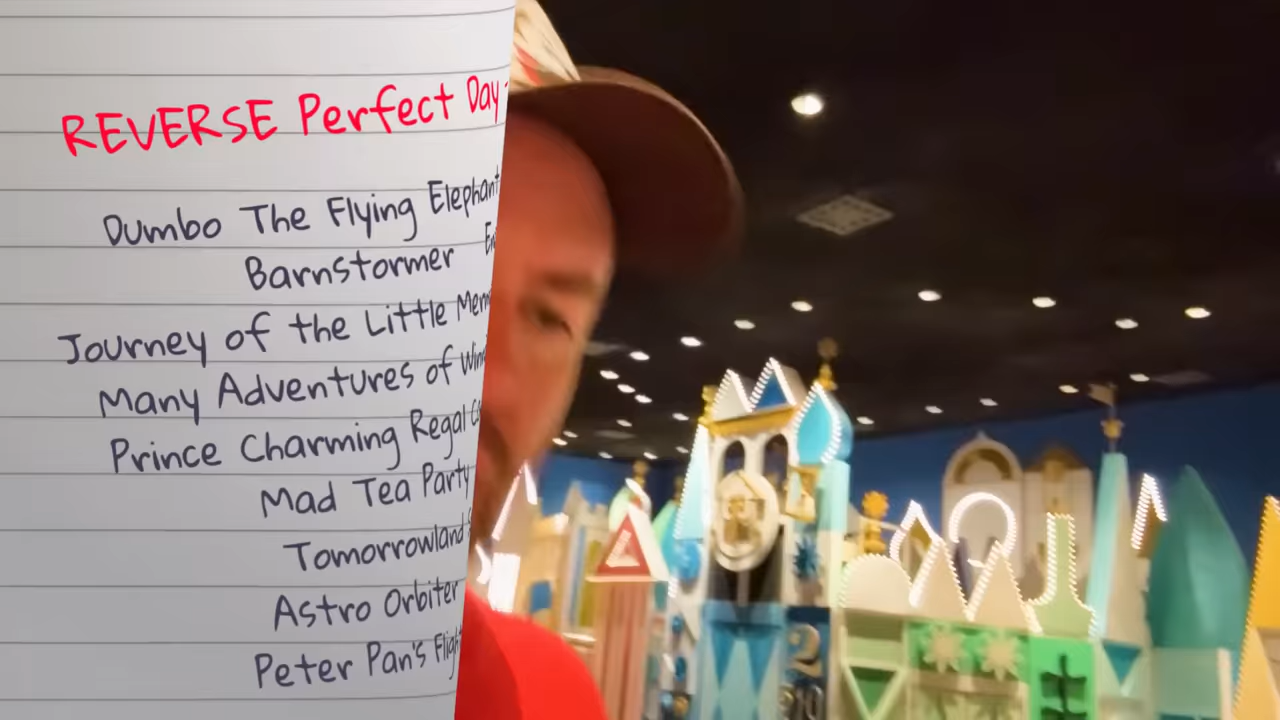 REVERSE Perfect Day -
Dumbo The Flying Elephant
Barnstormer
Journey of the Little
Many Adventures of
Prince Charming Regal
Mad Tea Party
Tomorrowland
Astro Orbiter
Peter Pan's
2